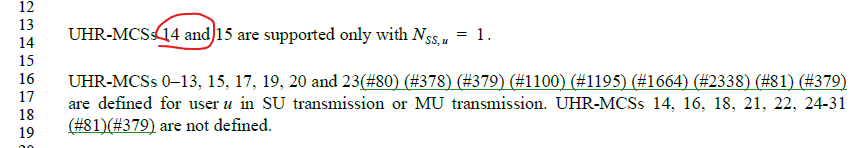 12
13
14 UHR-MCSs 14 and 15 are supported only with N_SS,u = 1.
15
16 UHR-MCSs 0–13, 15, 17, 19, 20 and 23(#80) (#378) (#379) (#1100) (#1195) (#1664) (#2338) (#81) (#379)
17 are defined for user u in SU transmission or MU transmission. UHR-MCSs 14, 16, 18, 21, 22, 24-31
18 (#81)(#379) are not defined.
19